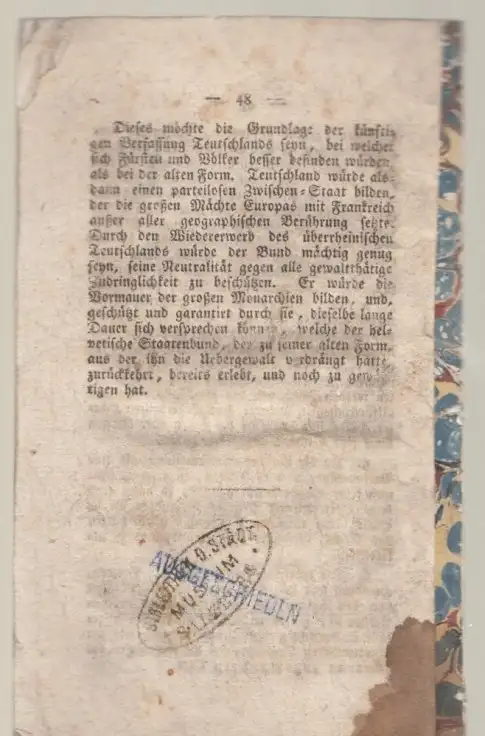 — 48 —
Dieses möchte die Grundlage der künfti-
gen Verfassung Teutschlands seyn, bei welcher
sich Fürsten und Völker besser befinden würden,
als bei der alten Form. Teutschland würde als-
dann einen parteilosen Zwischen-Staat bilden,
der die großen Mächte Europas mit Frankreich
außer aller geographischen Berührung setzte.
Durch den Wiedererwerb des überrheinischen
Teutschlands würde der Bund mächtig genug
seyn, seine Neutralität gegen alle gewaltthätige
Zudringlichkeit zu beschützen. Er würde die
Vormauer der großen Monarchien bilden, und,
geschützt und garantirt durch sie, dieselbe lange
Dauer sich versprechen können, welche der hel-
vetische Staatenbund, der zu jener alten Form,
aus der ihn die Uebergewalt verdrängt hatte,
zurückkehrt, bereits erlebt, und noch zu gewär-
tigen hat.
BIBLIOTHEK D. STÄDT.
AUSGESCHIEDEN
MUSEUM